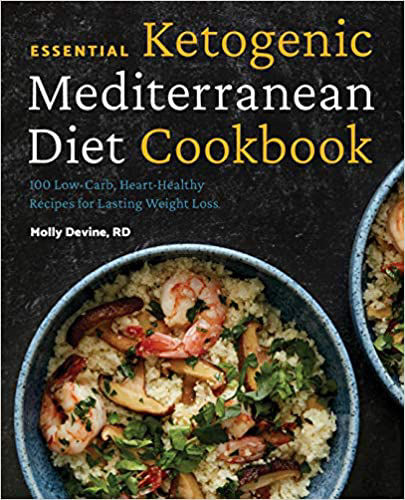 ESSENTIAL Ketogenic
Mediterranean
Diet Cookbook
100 Low-Carb, Heart-Healthy
Recipes for Lasting Weight Loss
Molly Devine, RD